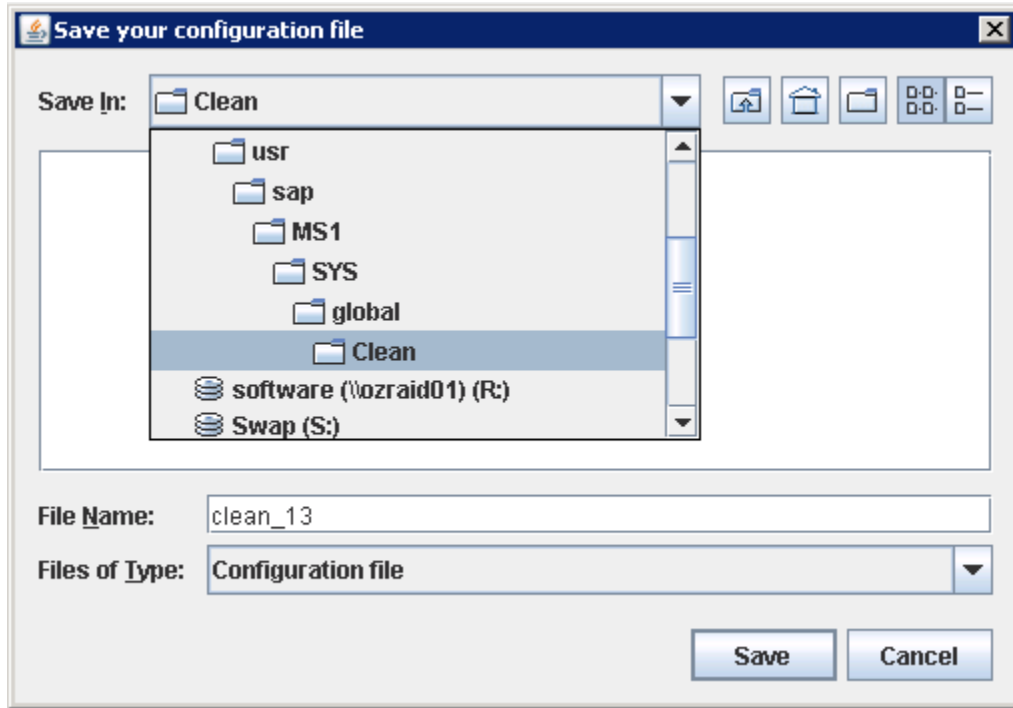 Save your configuration file
Save In: Clean
usr
sap
MS1
SYS
global
Clean
software (\\ozraid01) (R:)
Swap (S:)
File Name: clean_13
Files of Type: Configuration file
Save Cancel